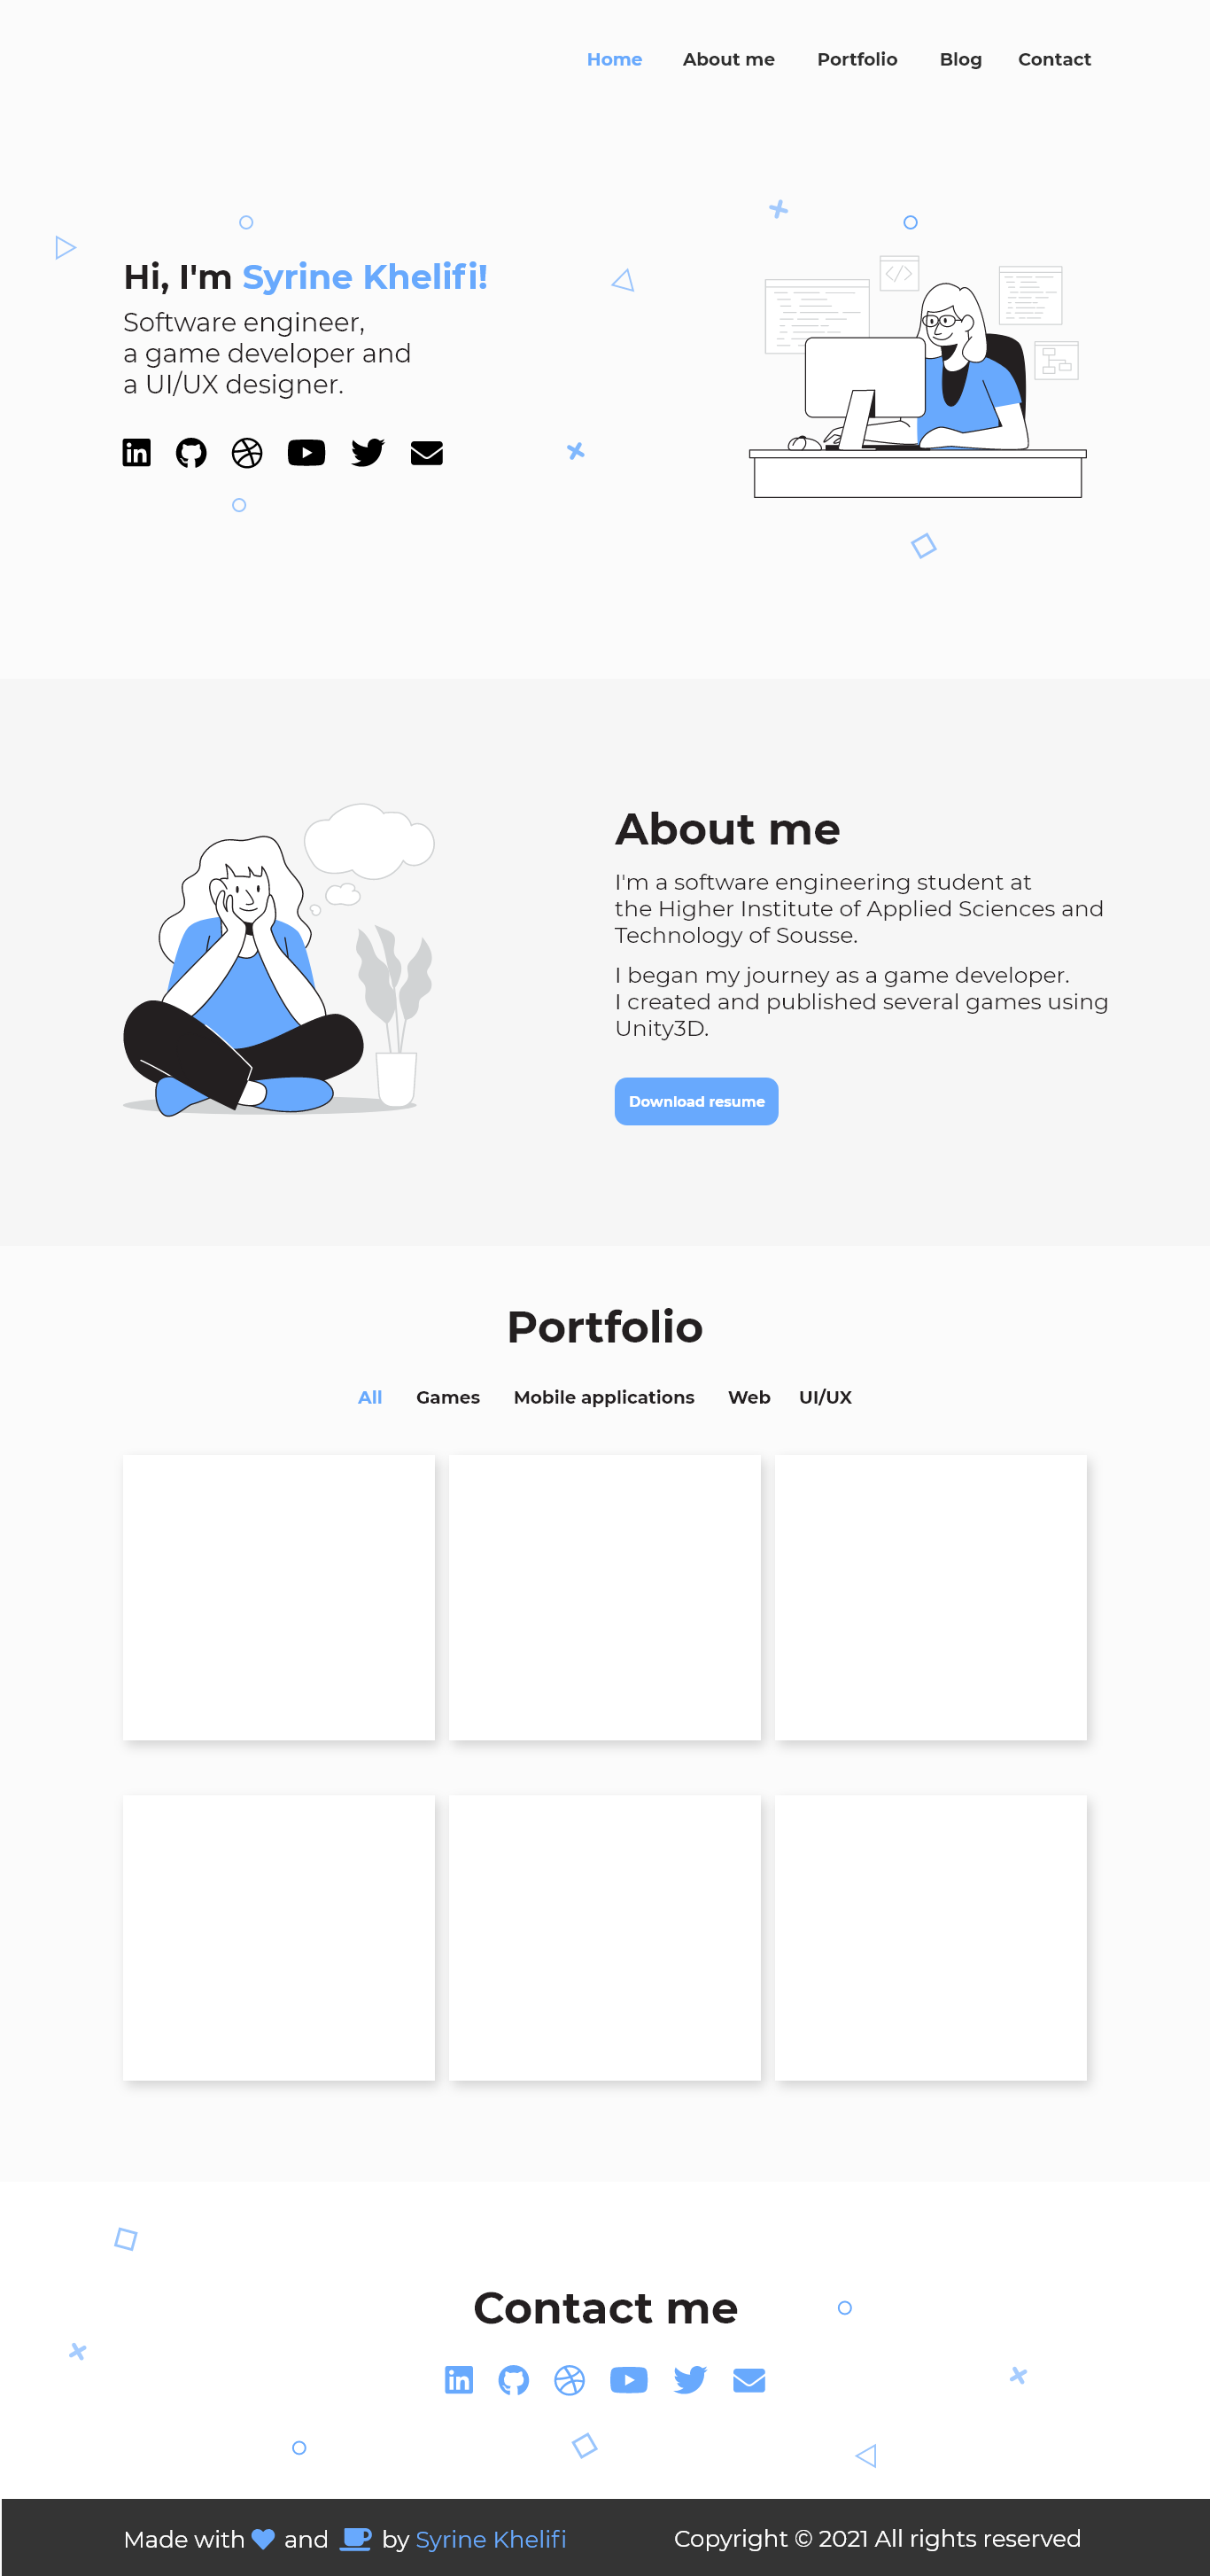 Home About me Portfolio Blog Contact
Hi, I'm Syrine Khelifi!
Software engineer,
a game developer and
a UI/UX designer.
in
</>
About me
I'm a software engineering student at
the Higher Institute of Applied Sciences and
Technology of Sousse.
I began my journey as a game developer.
I created and published several games using
Unity3D.
Download resume
Portfolio
All Games Mobile applications Web UI/UX
Contact me
in
Made with and by Syrine Khelifi
Copyright © 2021 All rights reserved